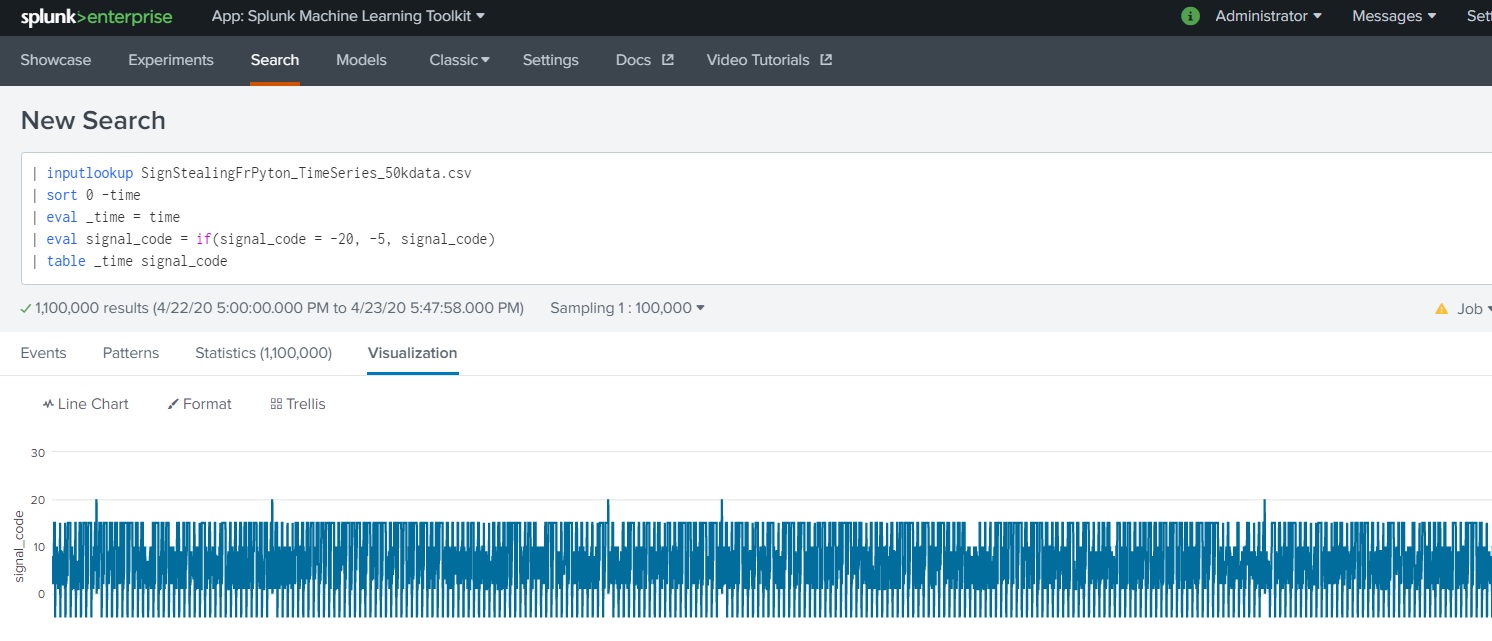 splunk>enterprise App: Splunk Machine Learning Toolkit Administrator Messages Sett
Showcase Experiments Search Models Classic Settings Docs Video Tutorials
New Search
| inputlookup SignStealingFrPyton_TimeSeries_50kdata.csv
| sort 0 -time
| eval _time = time
| eval signal_code = if(signal_code = -20, -5, signal_code)
| table _time signal_code
1,100,000 results (4/22/20 5:00:00.000 PM to 4/23/20 5:47:58.000 PM) Sampling 1 : 100,000 Job
Events Patterns Statistics (1,100,000) Visualization
Line Chart Format Trellis
30
20
10
0
signal_code